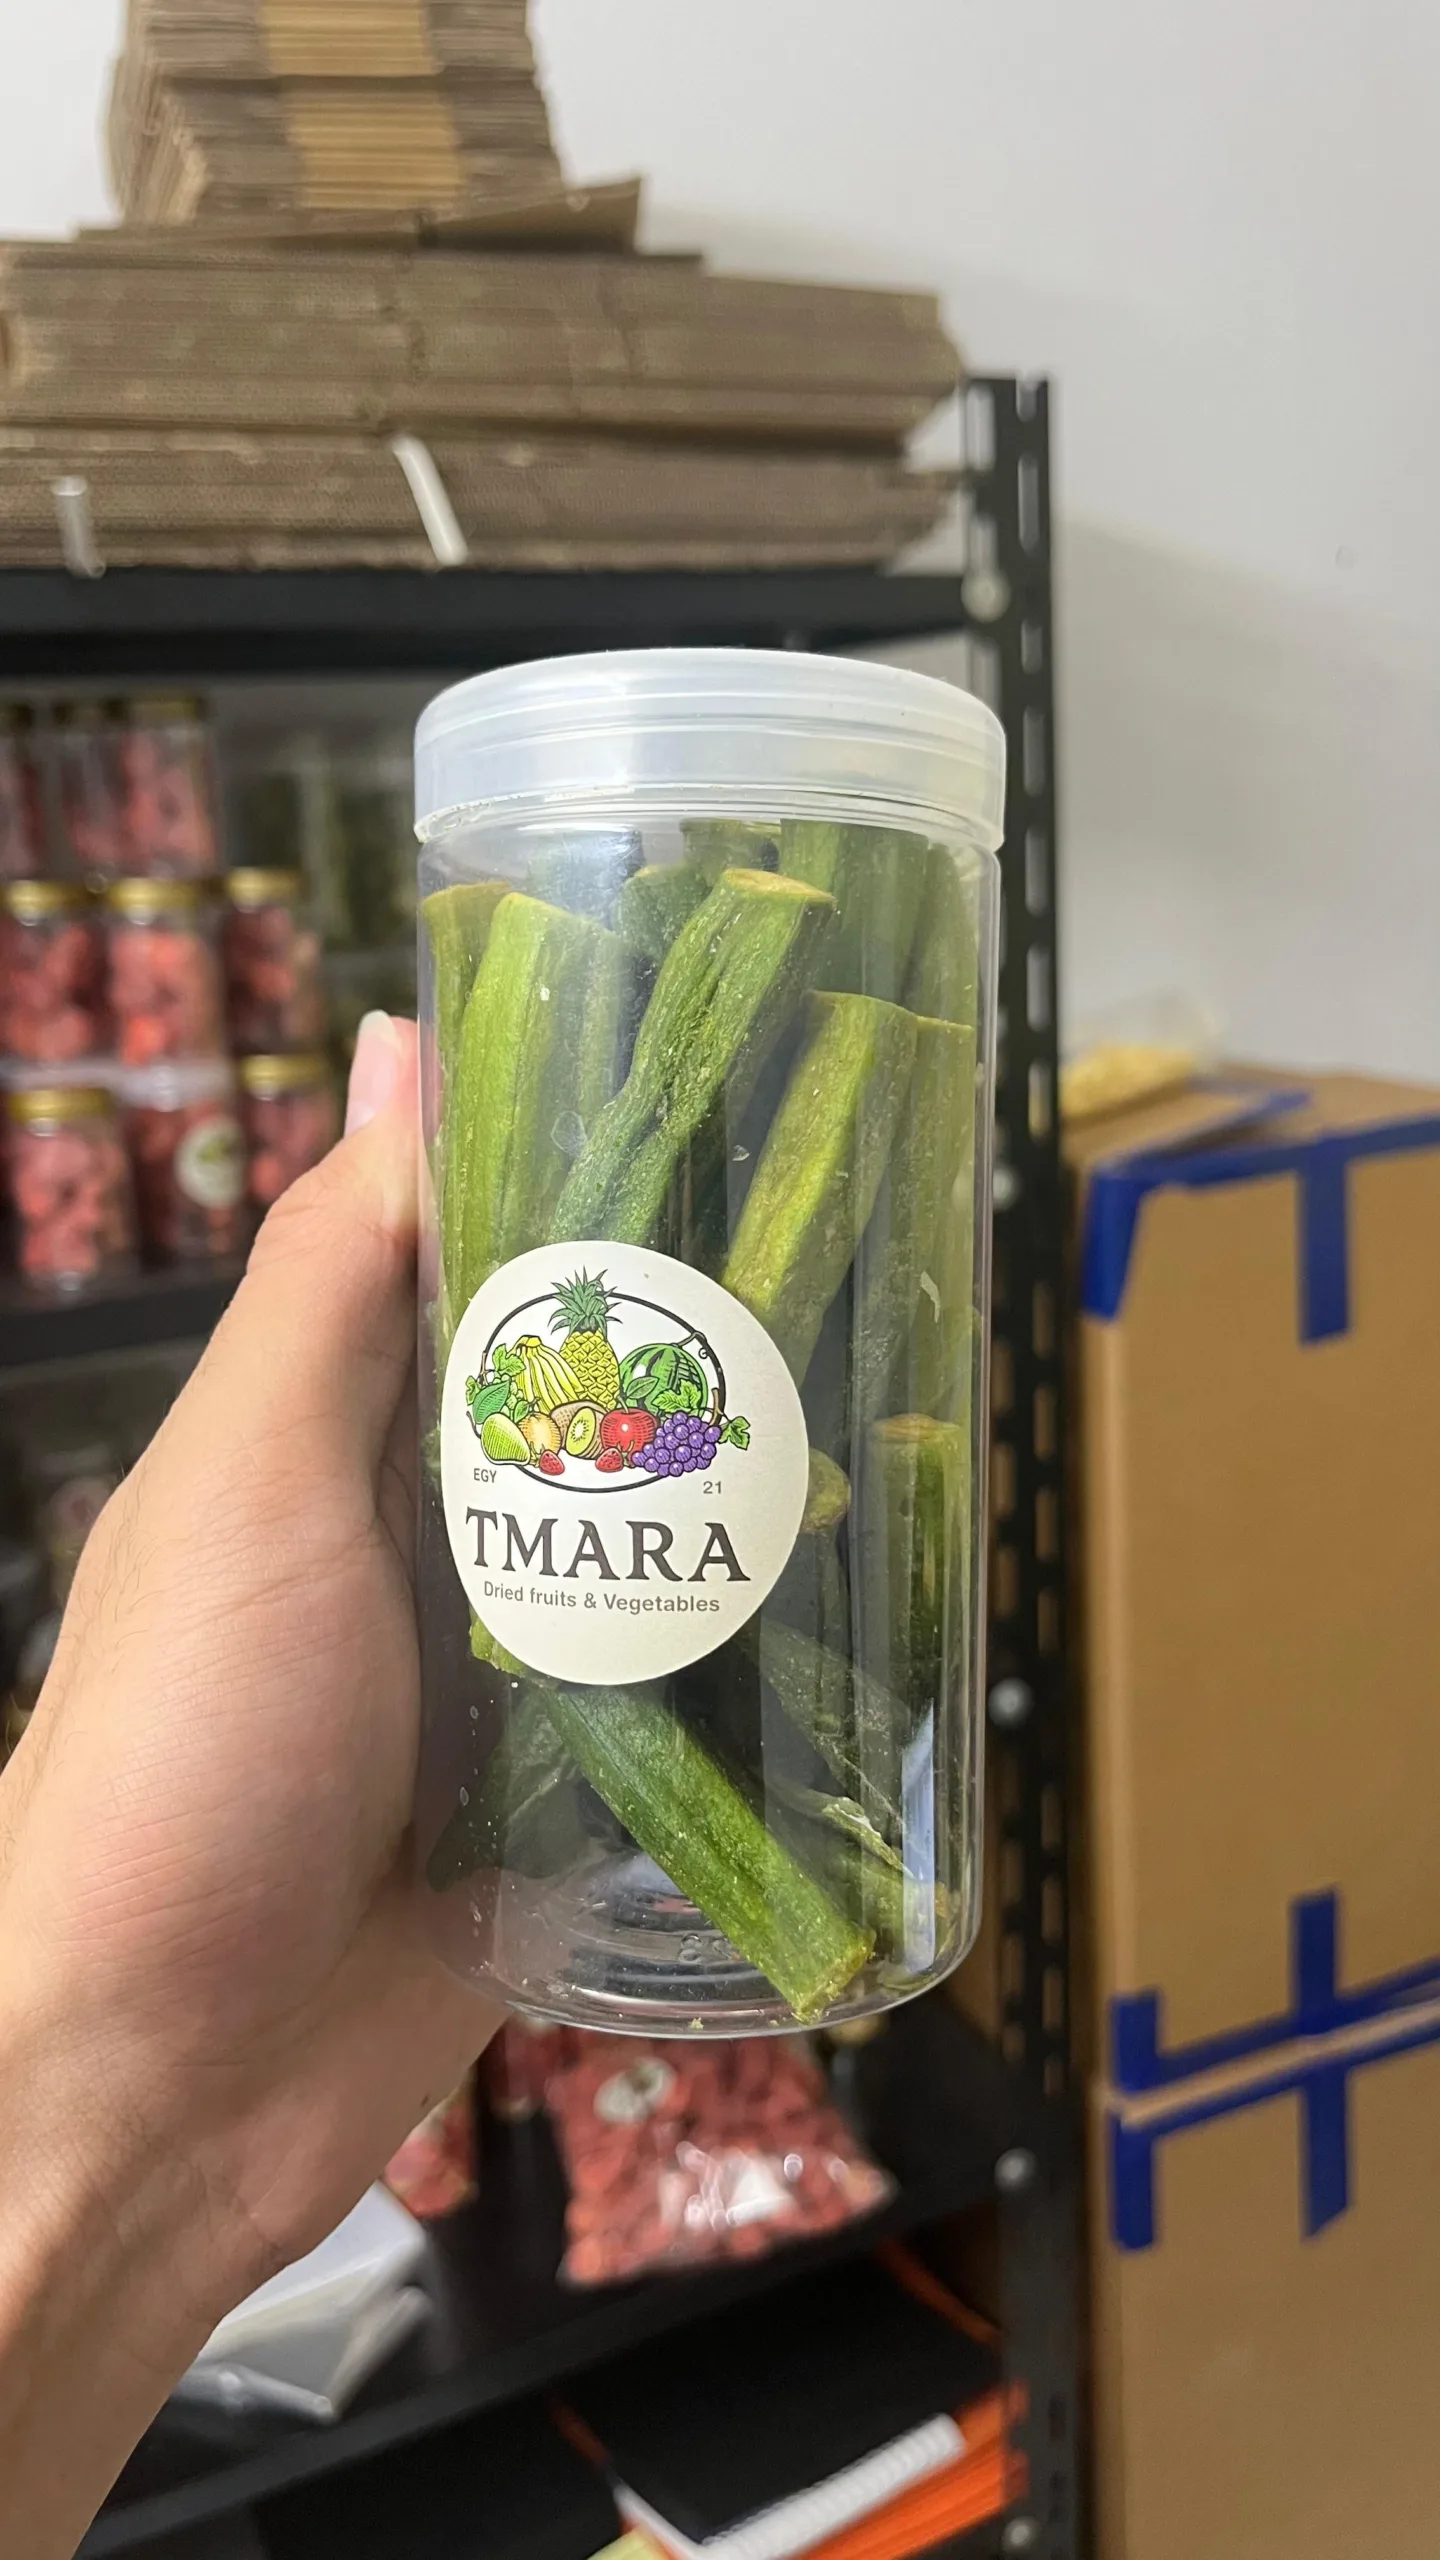 EGY
21
TMARA
Dried fruits & Vegetables